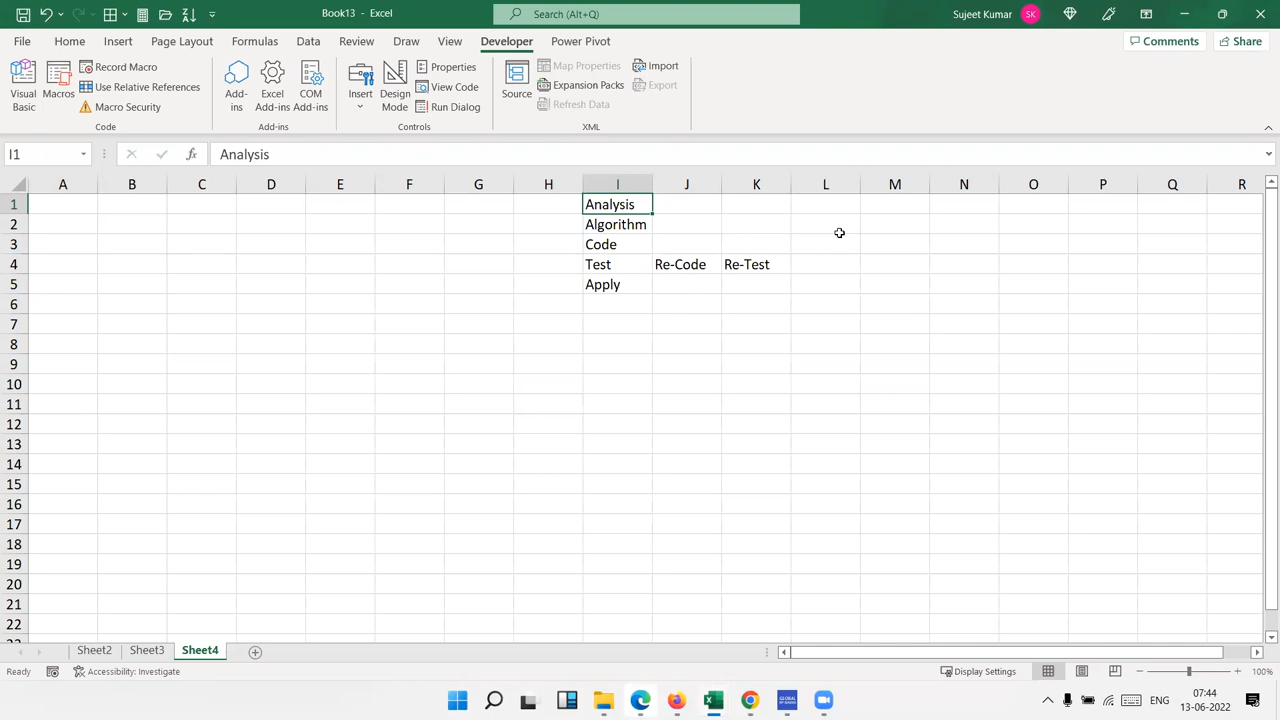 Book13 - Excel
Search (Alt+Q)
Sujeet Kumar
SK
File Home Insert Page Layout Formulas Data Review Draw View Developer Power Pivot
Comments
Share
Visual Basic
Macros
Record Macro
Use Relative References
Macro Security
Code
Add-ins
Excel Add-ins
COM Add-ins
Add-ins
Insert
Design Mode
Properties
View Code
Run Dialog
Controls
Source
Map Properties
Expansion Packs
Refresh Data
Import
Export
XML
I1
fx
Analysis
A B C D E F G H I J K L M N O P Q R
1 Analysis
2 Algorithm
3 Code
4 Test Re-Code Re-Test
5 Apply
6
7
8
9
10
11
12
13
14
15
16
17
18
19
20
21
22
Sheet2 Sheet3 Sheet4
Ready
Accessibility: Investigate
Display Settings
100%
ENG
07:44
13-06-2022